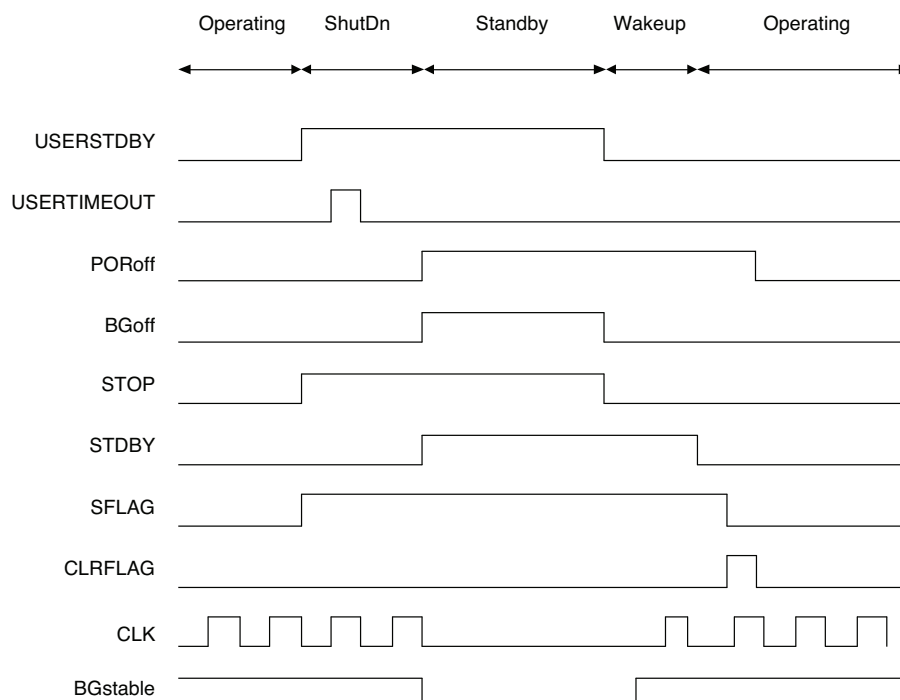 Operating ShutDn Standby Wakeup Operating
USERSTDBY
USERTIMEOUT
PORoff
BGoff
STOP
STDBY
SFLAG
CLRFLAG
CLK
BGstable